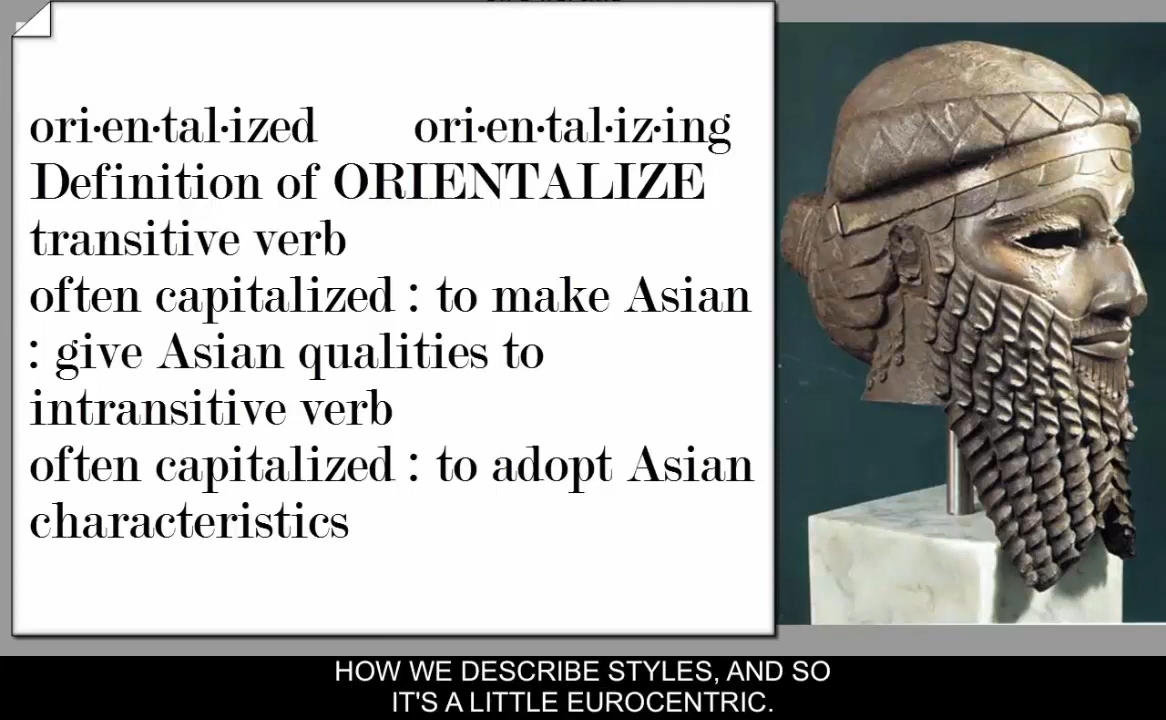 ori·en·tal·ized ori·en·tal·iz·ing
Definition of ORIENTALIZE
transitive verb
often capitalized : to make Asian
: give Asian qualities to
intransitive verb
often capitalized : to adopt Asian
characteristics
HOW WE DESCRIBE STYLES, AND SO
IT'S A LITTLE EUROCENTRIC.